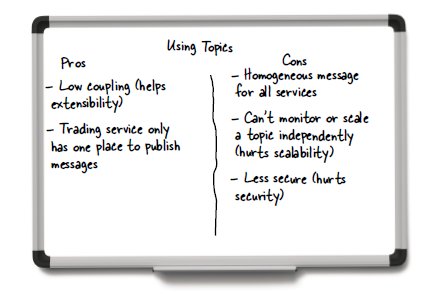 Using Topics
Pros
– Low coupling (helps
extensibility)
– Trading service only
has one place to publish
messages
Cons
– Homogeneous message
for all services
– Can't monitor or scale
a topic independently
(hurts scalability)
– Less secure (hurts
security)